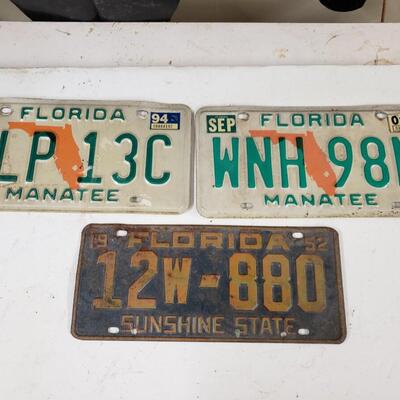 FLORIDA
94
LP 13C
MANATEE
FLORIDA
SEP
WNH 98
MANATEE
19 FLORIDA 52
12W-880
SUNSHINE STATE